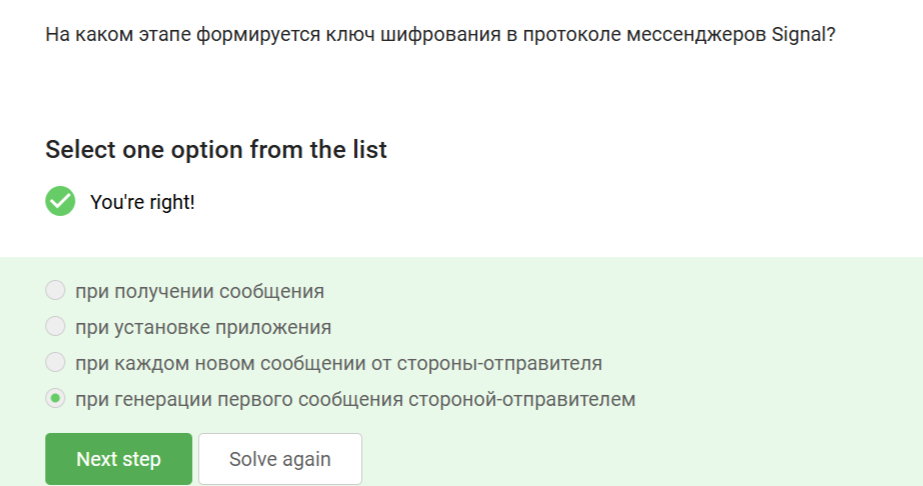 На каком этапе формируется ключ шифрования в протоколе мессенджеров Signal?
Select one option from the list
You're right!
при получении сообщения
при установке приложения
при каждом новом сообщении от стороны-отправителя
при генерации первого сообщения стороной-отправителем
Next step
Solve again